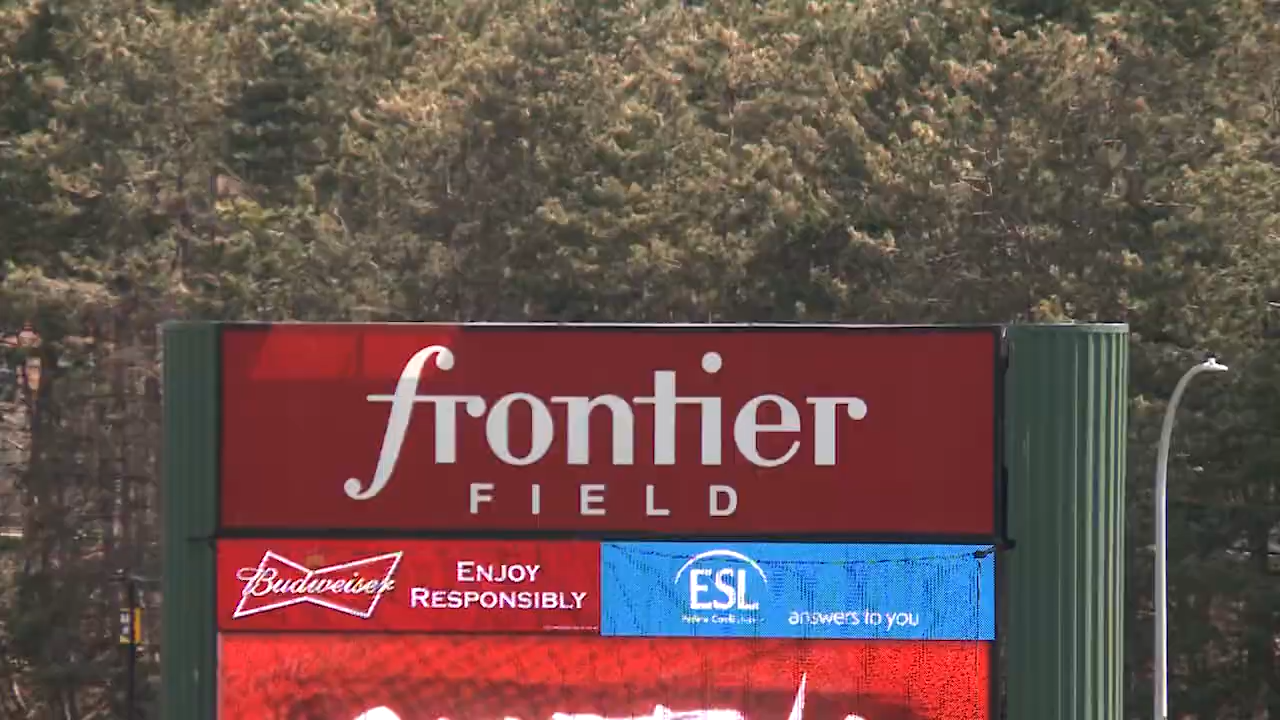 frontier
FIELD
Budweiser
ENJOY
RESPONSIBLY
ESL
answers to you